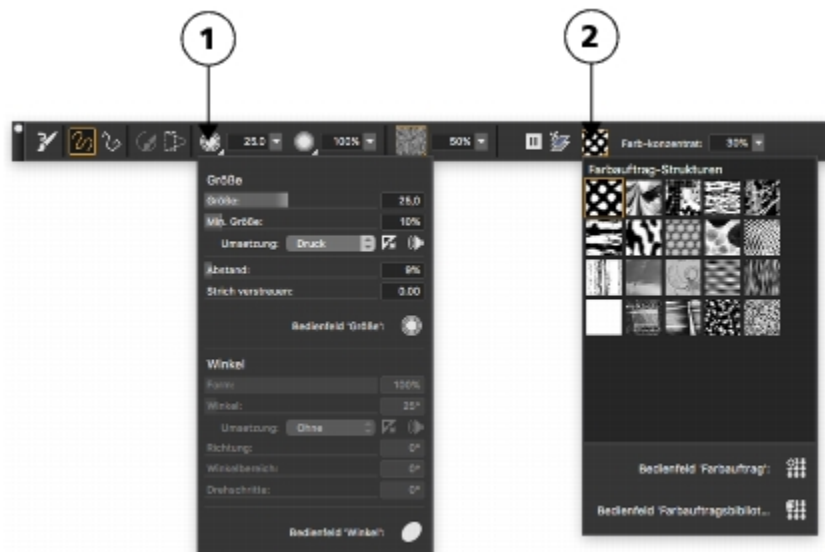 1
2
25.0
100%
50%
Farb-konzentrat: 30%
Größe
Größe: 25,0
Min. Größe: 10%
Umsetzung: Druck
Abstand: 9%
Strich verstreuen: 0.00
Bedienfeld 'Größe':
Winkel
Form: 100%
Winkel: 25°
Umsetzung: Ohne
Richtung: 0°
Winkelbereich: 0°
Drehschritte: 0°
Bedienfeld 'Winkel':
Farbauftrag-Strukturen
Bedienfeld 'Farbauftrag':
Bedienfeld 'Farbauftragsbibliot...